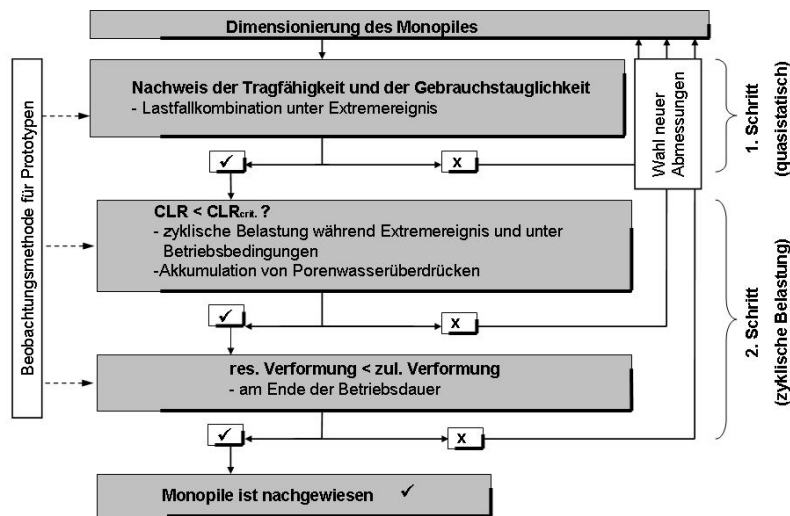 Dimensionierung des Monopiles
Nachweis der Tragfähigkeit und der Gebrauchstauglichkeit
- Lastfallkombination unter Extremereignis
✓
x
CLR < CLRcrit. ?
- zyklische Belastung während Extremereignis und unter
Betriebsbedingungen
-Akkumulation von Porenwasserüberdrücken
✓
x
res. Verformung < zul. Verformung
- am Ende der Betriebsdauer
✓
x
Monopile ist nachgewiesen ✓
Beobachtungsmethode für Prototypen
Wahl neuer
Abmessungen
1. Schritt
(quasistatisch)
2. Schritt
(zyklische Belastung)